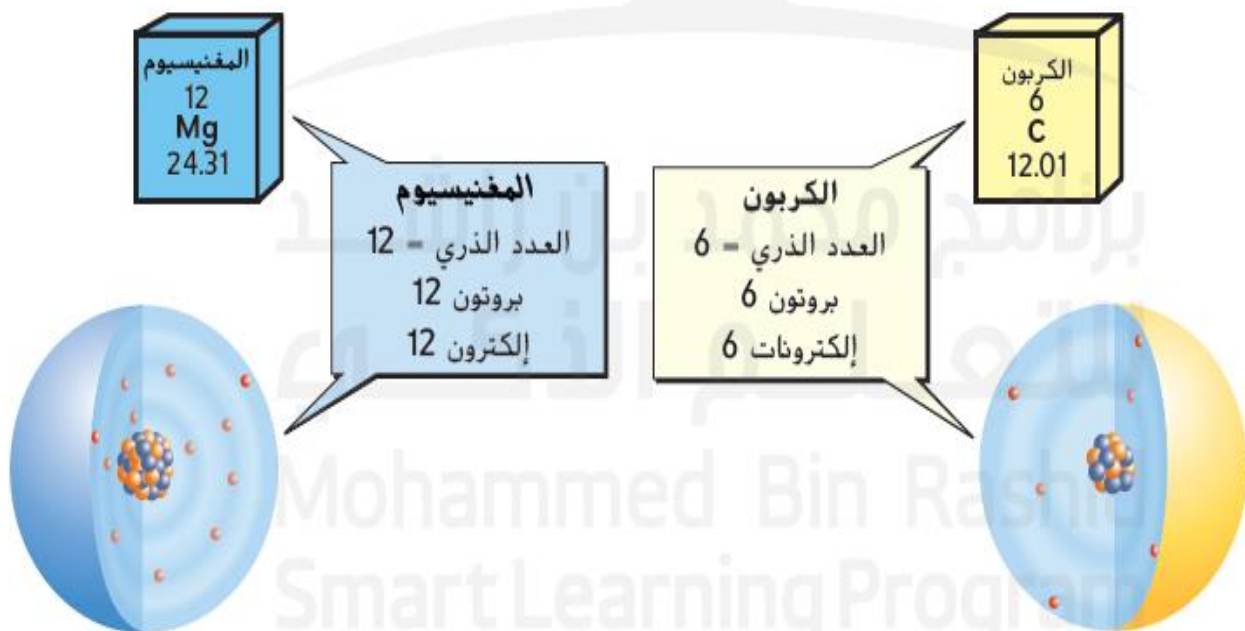 الكربون
6
C
12.01
المغنيسيوم
12
Mg
24.31
الكربون
العدد الذري = 6
6 بروتون
6 إلكترونات
المغنيسيوم
العدد الذري = 12
12 بروتون
12 إلكترون
برنامج محمد بن راشد
للتعلم الذكي
Mohammed Bin Rashid
Smart Learning Program